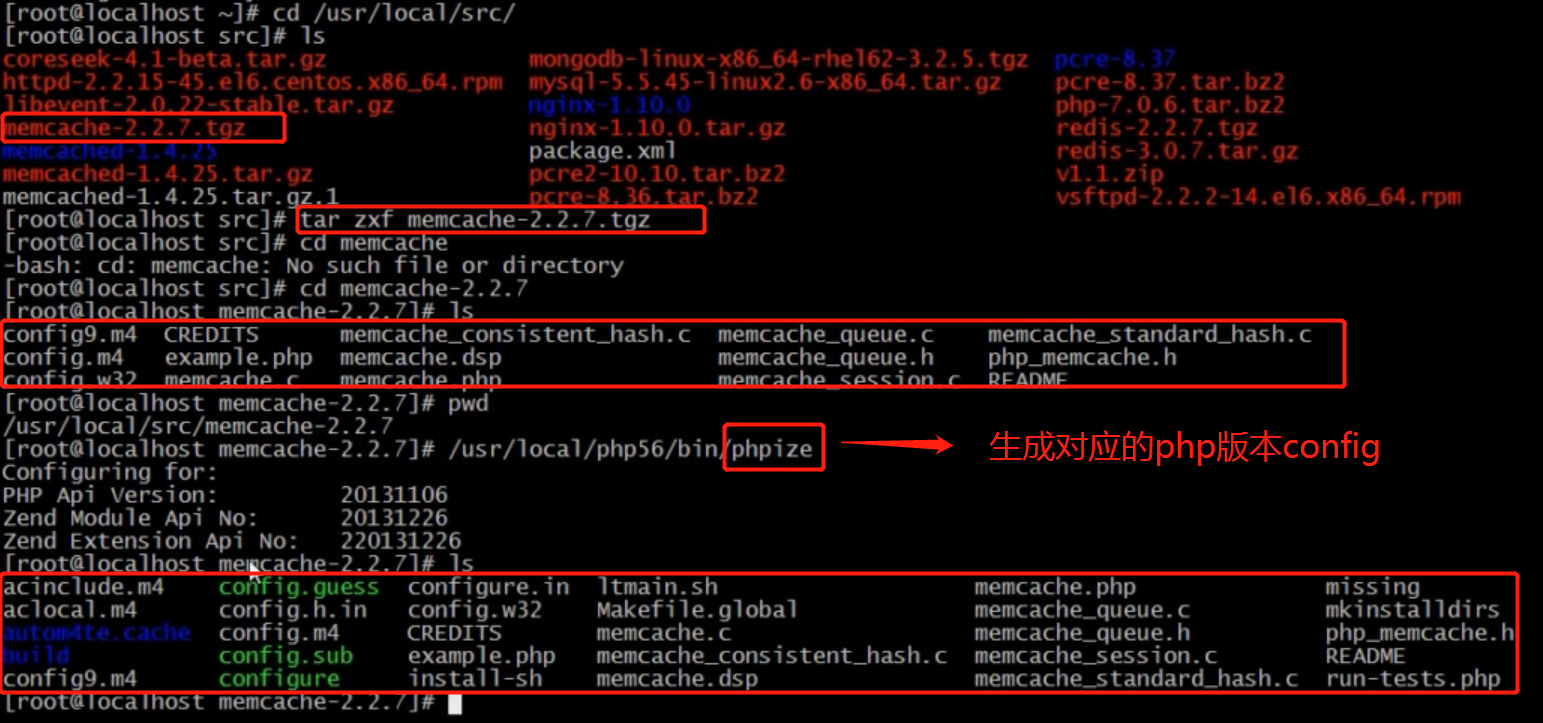 [root@localhost ~]# cd /usr/local/src/
[root@localhost src]# ls
coreseek-4.1-beta.tar.gz mongodb-linux-x86_64-rhel62-3.2.5.tgz pcre-8.37
httpd-2.2.15-45.el6.centos.x86_64.rpm mysql-5.5.45-linux2.6-x86_64.tar.gz pcre-8.37.tar.bz2
libevent-2.0.22-stable.tar.gz nginx-1.10.0 php-7.0.6.tar.bz2
memcache-2.2.7.tgz nginx-1.10.0.tar.gz redis-2.2.7.tgz
memcached-1.4.25 package.xml redis-3.0.7.tar.gz
memcached-1.4.25.tar.gz pcre2-10.10.tar.bz2 v1.1.zip
memcached-1.4.25.tar.gz.1 pcre-8.36.tar.bz2 vsftpd-2.2.2-14.el6.x86_64.rpm
[root@localhost src]# tar zxf memcache-2.2.7.tgz
[root@localhost src]# cd memcache
-bash: cd: memcache: No such file or directory
[root@localhost src]# cd memcache-2.2.7
[root@localhost memcache-2.2.7]# ls
config9.m4 CREDITS memcache_consistent_hash.c memcache_queue.c memcache_standard_hash.c
config.m4 example.php memcache.dsp memcache_queue.h php_memcache.h
config.w32 memcache.c memcache.php memcache_session.c README
[root@localhost memcache-2.2.7]# pwd
/usr/local/src/memcache-2.2.7
[root@localhost memcache-2.2.7]# /usr/local/php56/bin/phpize 生成对应的php版本config
Configuring for:
PHP Api Version: 20131106
Zend Module Api No: 20131226
Zend Extension Api No: 220131226
[root@localhost memcache-2.2.7]# ls
acinclude.m4 config.guess configure.in ltmain.sh memcache.php missing
aclocal.m4 config.h.in config.w32 Makefile.global memcache_queue.c mkinstalldirs
autom4te.cache config.m4 CREDITS memcache.c memcache_queue.h php_memcache.h
build config.sub example.php memcache_consistent_hash.c memcache_session.c README
config9.m4 configure install-sh memcache.dsp memcache_standard_hash.c run-tests.php
[root@localhost memcache-2.2.7]#